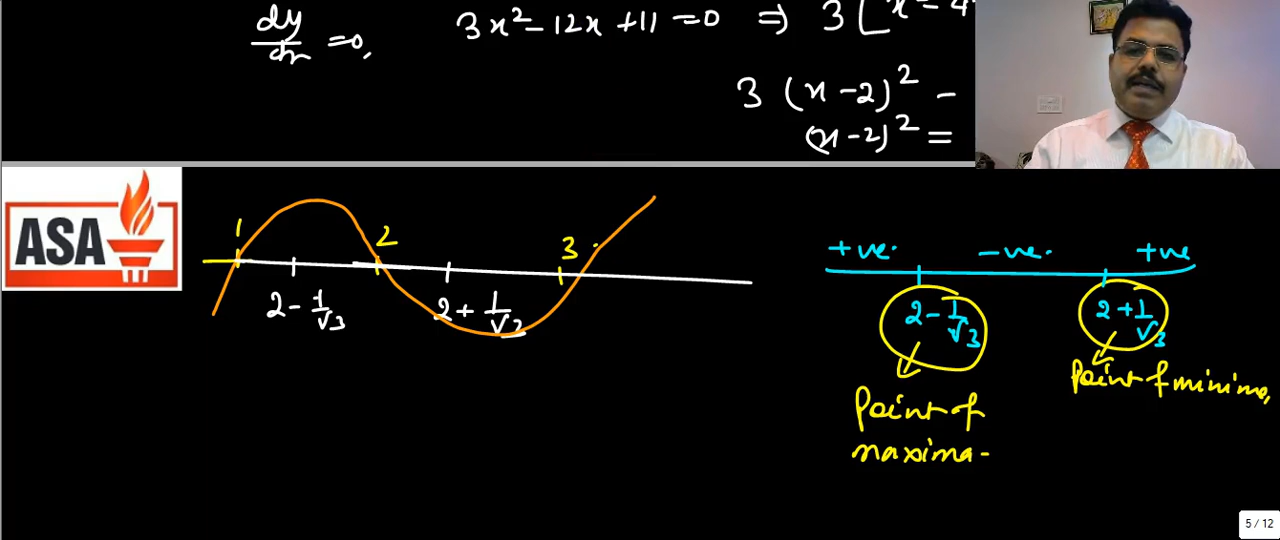 dy/dx = 0, 3x² - 12x + 11 = 0 ⇒ 3 [x² - 4
3 (x - 2)² -
(x - 2)² =
ASA
1 2 3
2 - 1/√3 2 + 1/√3
+ve. -ve. +ve
2 - 1/√3 2 + 1/√3
Point of maxima -
Point of minima,
5 / 12